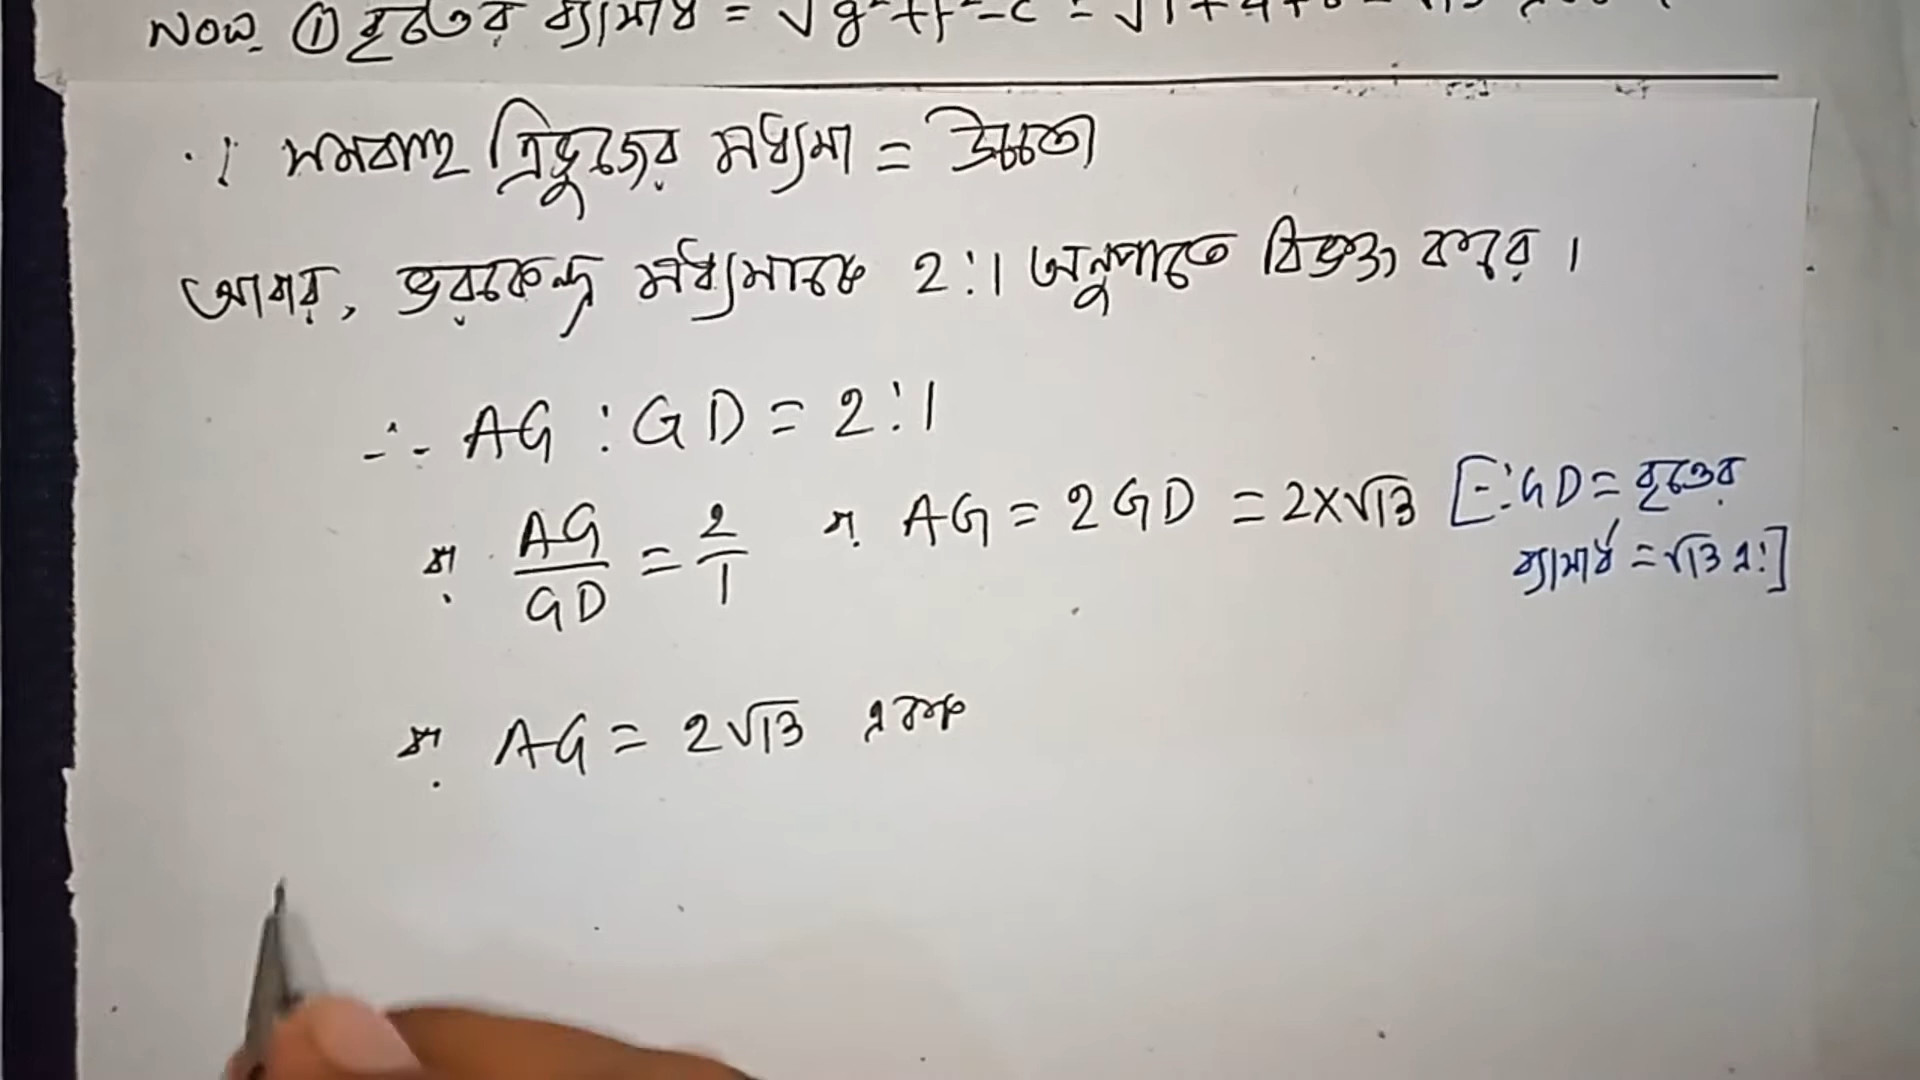 Now, ① বৃত্তের ব্যাসার্ধ = √g²+f²-c = √1+4+8 = √13
∵ সমবাহু ত্রিভুজের মধ্যমা = উচ্চতা
আবার, ভরকেন্দ্র মধ্যমাকে 2:1 অনুপাতে বিভক্ত করে।
∴ AG : GD = 2:1
বা, AG/GD = 2/1 বা, AG = 2GD = 2×√13 [∵ GD = বৃত্তের
ব্যাসার্ধ = √13 এ:]
বা, AG = 2√13 একক